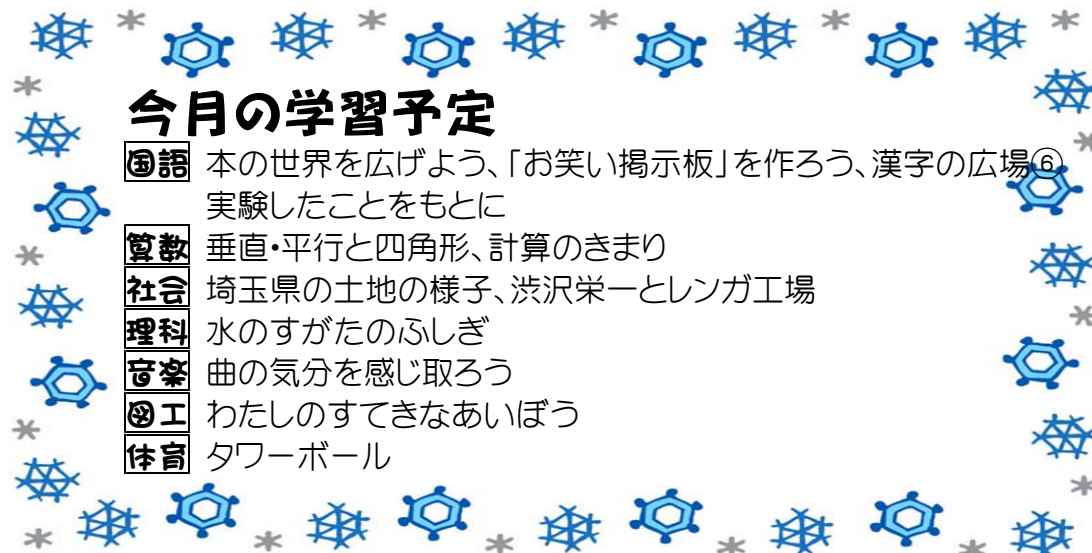 今月の学習予定
国語 本の世界を広げよう、「お笑い掲示板」を作ろう、漢字の広場⑥
実験したことをもとに
算数 垂直・平行と四角形、計算のきまり
社会 埼玉県の土地の様子、渋沢栄一とレンガ工場
理科 水のすがたのふしぎ
音楽 曲の気分を感じ取ろう
図工 わたしのすてきなあいぼう
体育 タワーボール